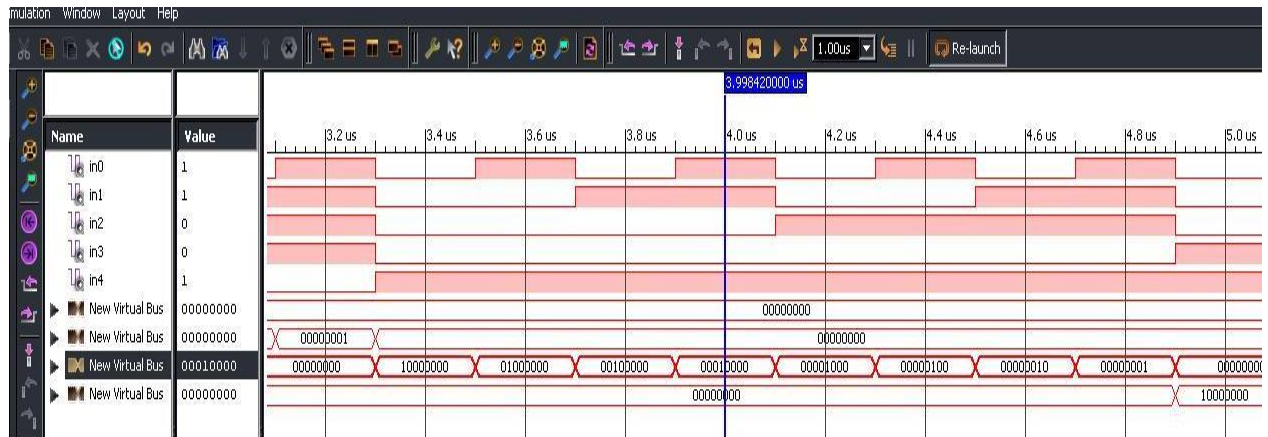 mulation Window Layout Help
1.00us Re-launch
3.998420000 us
Name Value
3.2 us 3.4 us 3.6 us 3.8 us 4.0 us 4.2 us 4.4 us 4.6 us 4.8 us 5.0 us
in0 1
in1 1
in2 0
in3 0
in4 1
New Virtual Bus 00000000 00000000
New Virtual Bus 00000000 00000001 00000000
New Virtual Bus 00010000 00000000 10000000 01000000 00100000 00010000 00001000 00000100 00000010 00000001 0000000
New Virtual Bus 00000000 00000000 10000000